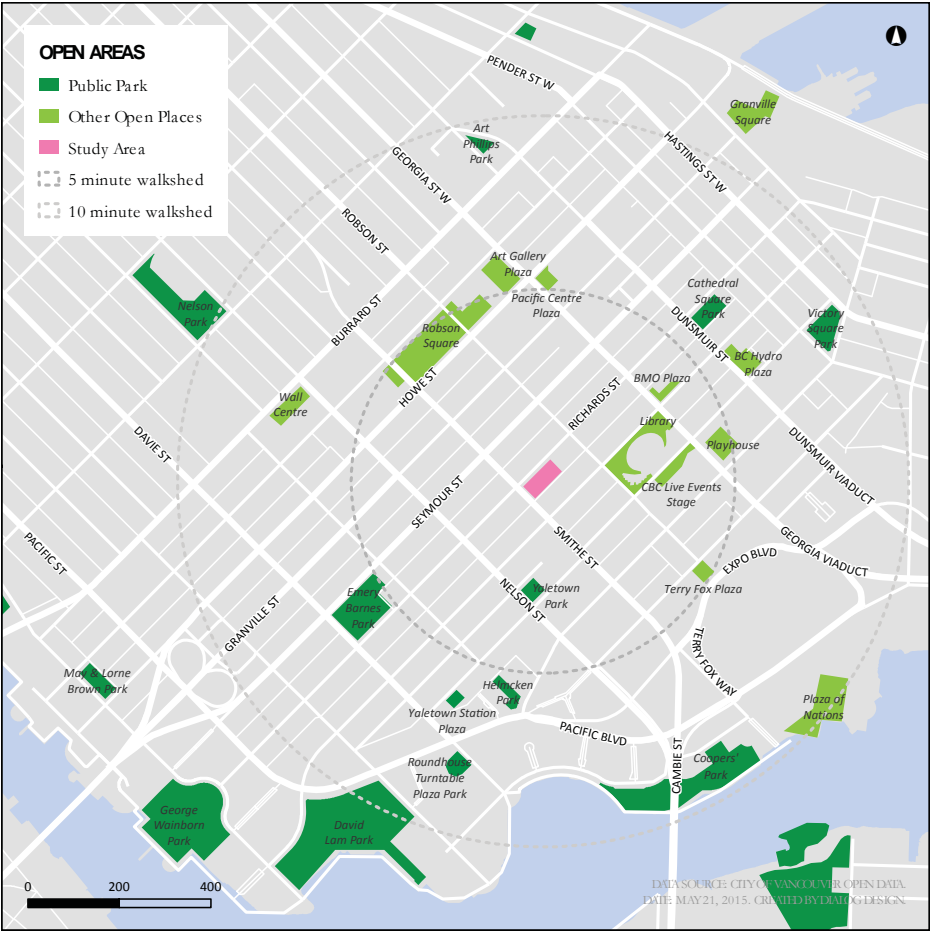 OPEN AREAS
Public Park
Other Open Places
Study Area
5 minute walkshed
10 minute walkshed
PENDER ST W
Granville
Square
Art
Phillips
Park
HASTINGS ST W
GEORGIA ST W
ROBSON ST
Art Gallery
Plaza
Pacific Centre
Plaza
Cathedral
Square
Park
Nelson
Park
BURRARD ST
Robson
Square
DUNSMUIR ST
Victory
Square
Park
BC Hydro
Plaza
HOWE ST
BMO Plaza
RICHARDS ST
Wall
Centre
Library
Playhouse
DAVIE ST
CBC Live Events
Stage
DUNSMUIR VIADUCT
SEYMOUR ST
SMITHE ST
GEORGIA VIADUCT
EXPO BLVD
PACIFIC ST
Terry Fox Plaza
NELSON ST
Yaletown
Park
Emery
Barnes
Park
GRANVILLE ST
TERRY FOX WAY
May & Lorne
Brown Park
Helmcken
Park
Yaletown Station
Plaza
Plaza of
Nations
PACIFIC BLVD
CAMBIE ST
Coopers'
Park
Roundhouse
Turntable
Plaza Park
George
Wainborn
Park
David
Lam Park
0 200 400
DATA SOURCE: CITY OF VANCOUVER OPEN DATA.
DATE: MAY 21, 2015. CREATED BY DIALOG DESIGN.